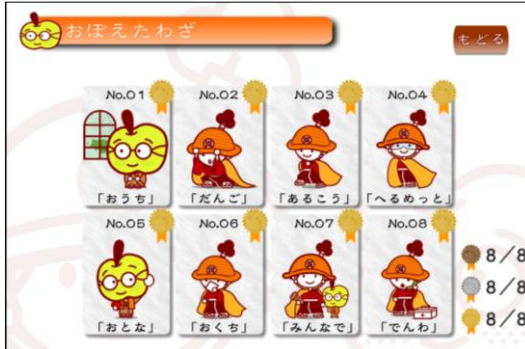 おぼえたわざ
もどる
No.01
No.02
No.03
No.04
「おうち」
「だんご」
「あるこう」
「へるめっと」
No.05
No.06
No.07
No.08
「おとな」
「おくち」
「みんなで」
「でんわ」
8/8
8/8
8/8